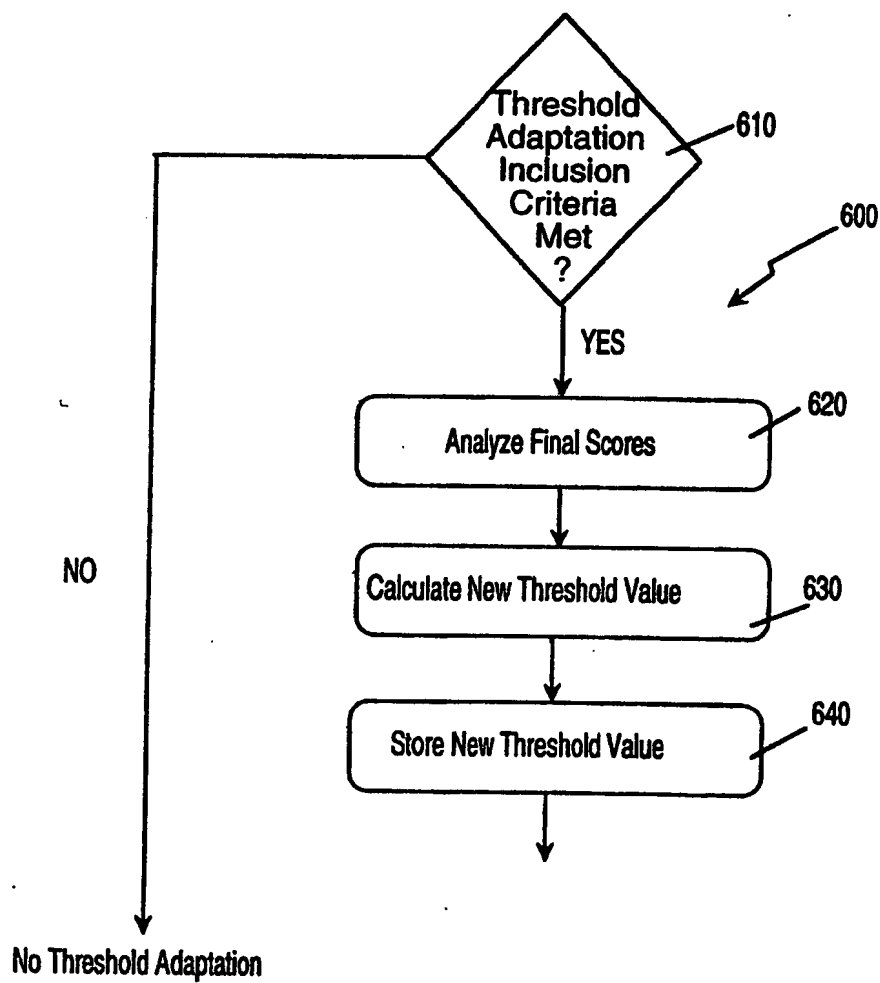 Threshold
Adaptation
Inclusion
Criteria
Met
?
610
600
YES
620
Analyze Final Scores
NO
Calculate New Threshold Value
630
640
Store New Threshold Value
No Threshold Adaptation